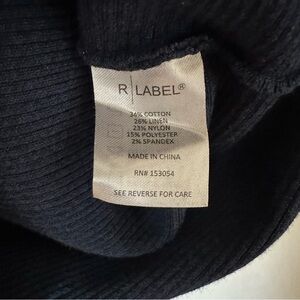 R|LABEL®
34% COTTON
26% LINEN
23% NYLON
15% POLYESTER
2% SPANDEX
MADE IN CHINA
RN# 153054
SEE REVERSE FOR CARE